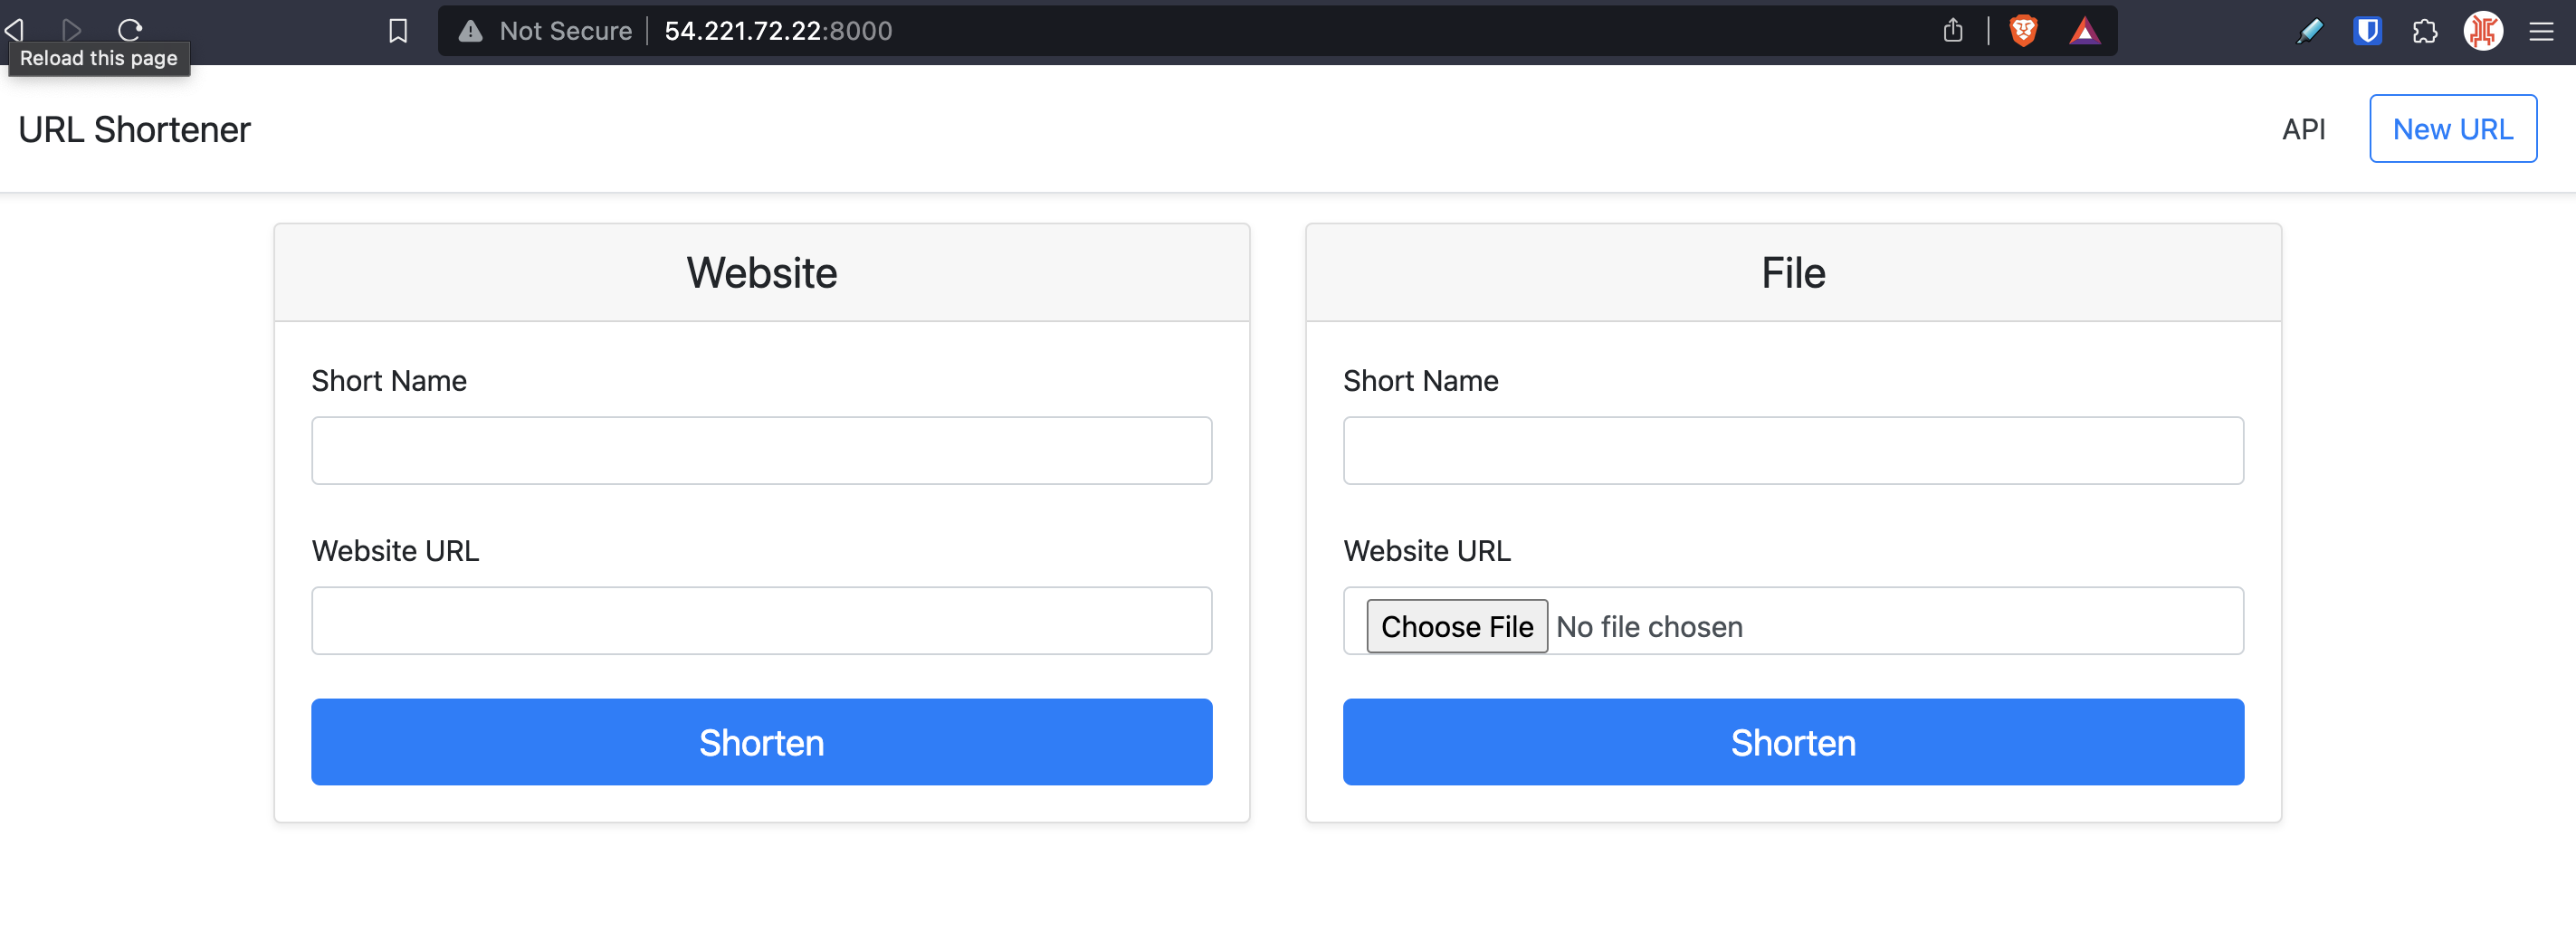 Not Secure 54.221.72.22:8000
Reload this page
URL Shortener
API
New URL
Website
Short Name
Website URL
Shorten
File
Short Name
Website URL
Choose File No file chosen
Shorten